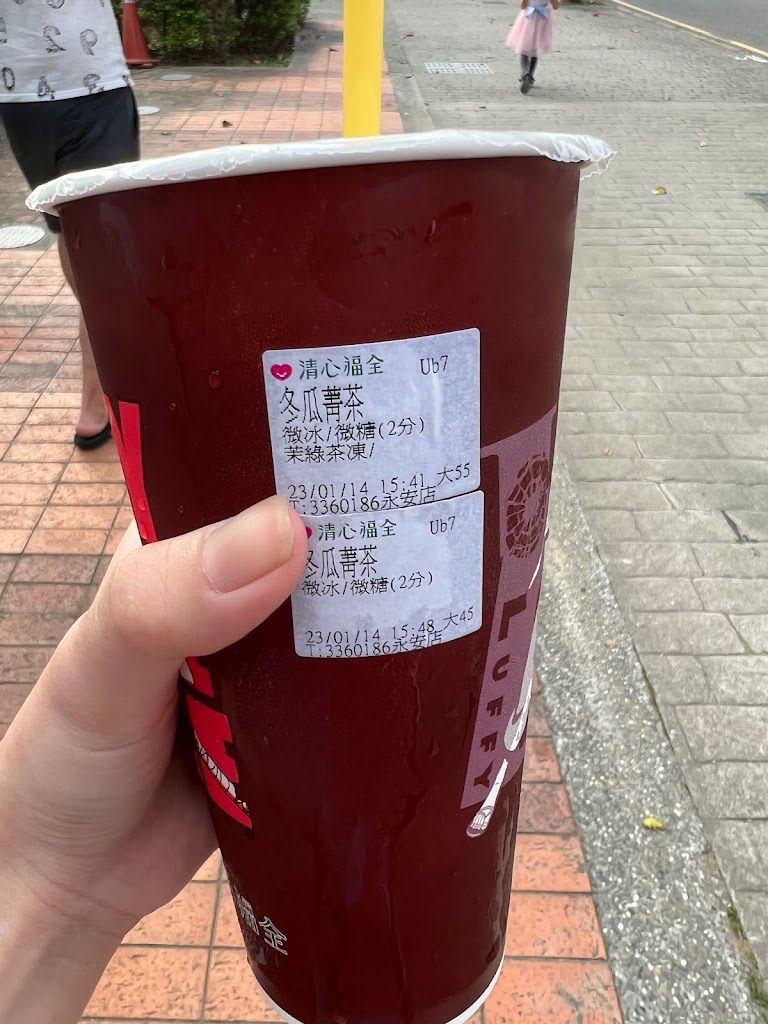 清心福全 Ub7
冬瓜菁茶
微冰/微糖(2分)
茉綠茶凍/
23/01/14 15:41 大55
T:3360186永安店
清心福全 Ub7
冬瓜菁茶
微冰/微糖(2分)
23/01/14 15:48 大45
T:3360186永安店
LUFFY
全